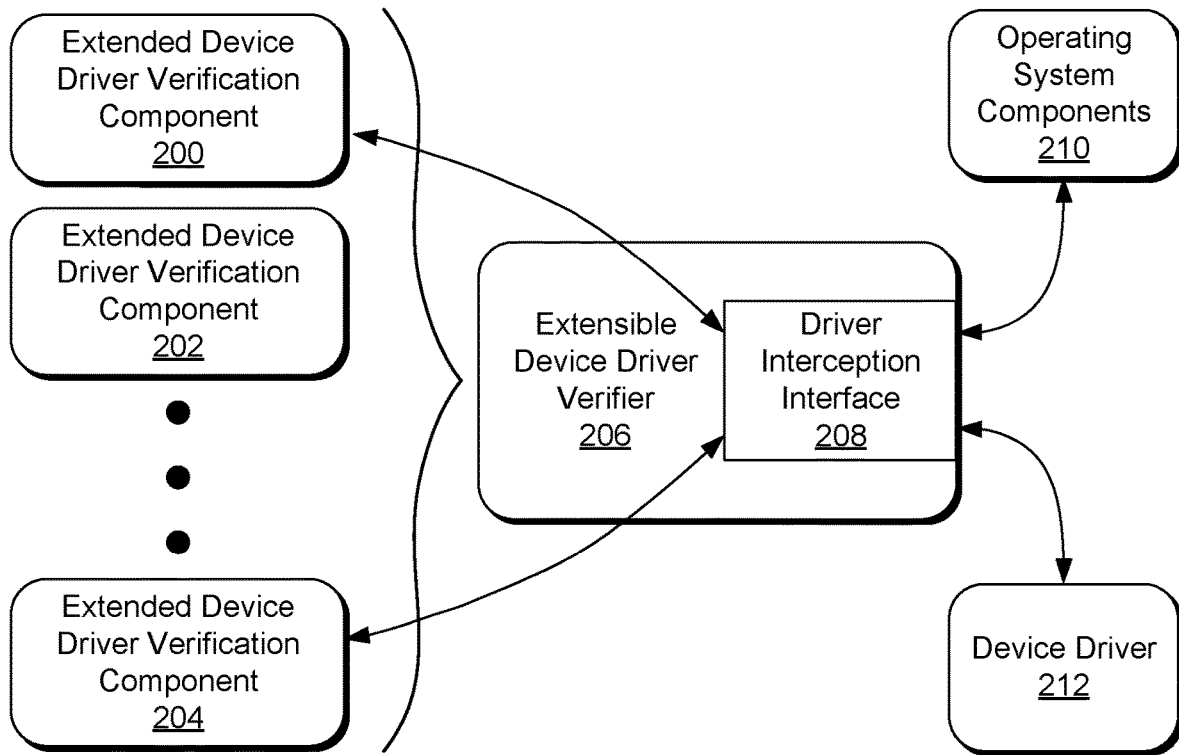 Extended Device
Driver Verification
Component
200
Extended Device
Driver Verification
Component
202
Extended Device
Driver Verification
Component
204
Extensible
Device Driver
Verifier
206
Driver
Interception
Interface
208
Operating
System
Components
210
Device Driver
212